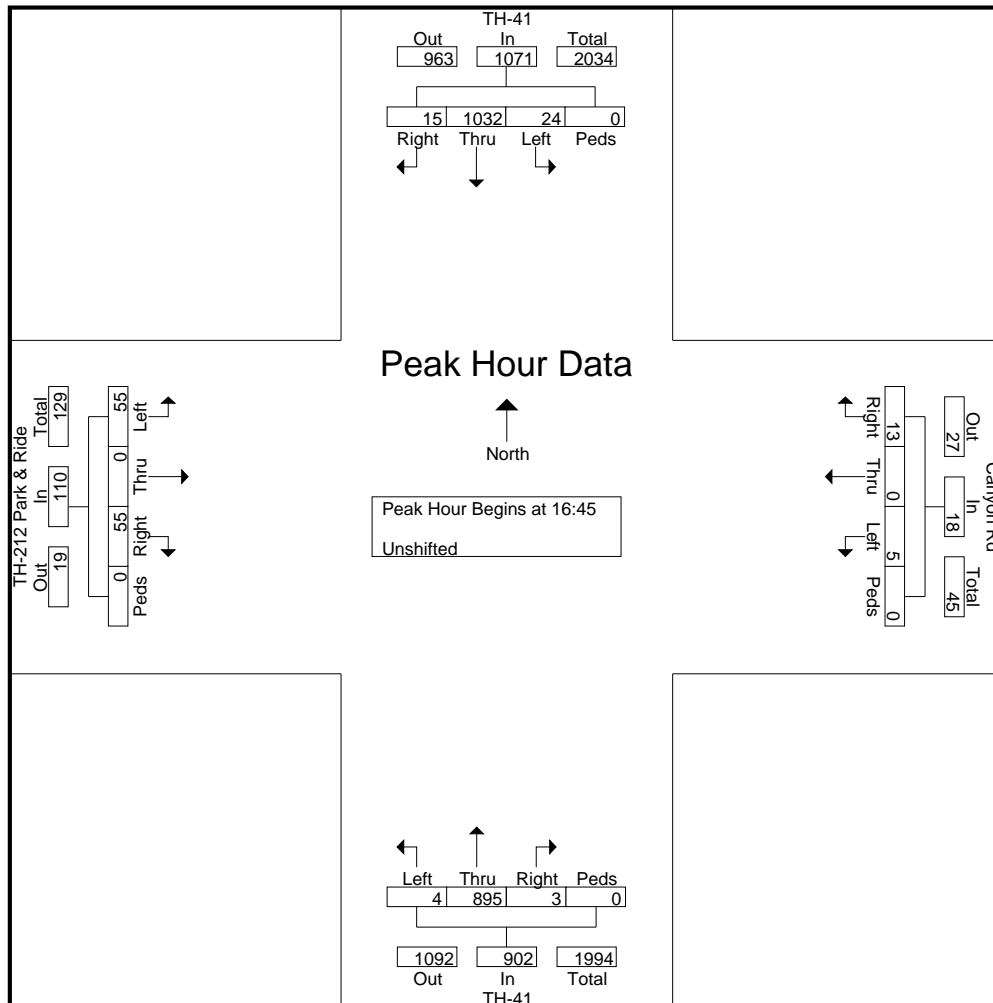 TH-41
Out In Total
963 1071 2034
15 1032 24 0
Right Thru Left Peds
Peak Hour Data
North
Peak Hour Begins at 16:45
Unshifted
TH-212 Park & Ride
Out In Total
19 110 129
Left Thru Right Peds
55 0 55 0
Right Thru Left Peds
13 0 5 0
Out In Total
27 18 45
Canyon Rd
Left Thru Right Peds
4 895 3 0
1092 902 1994
Out In Total
TH-41